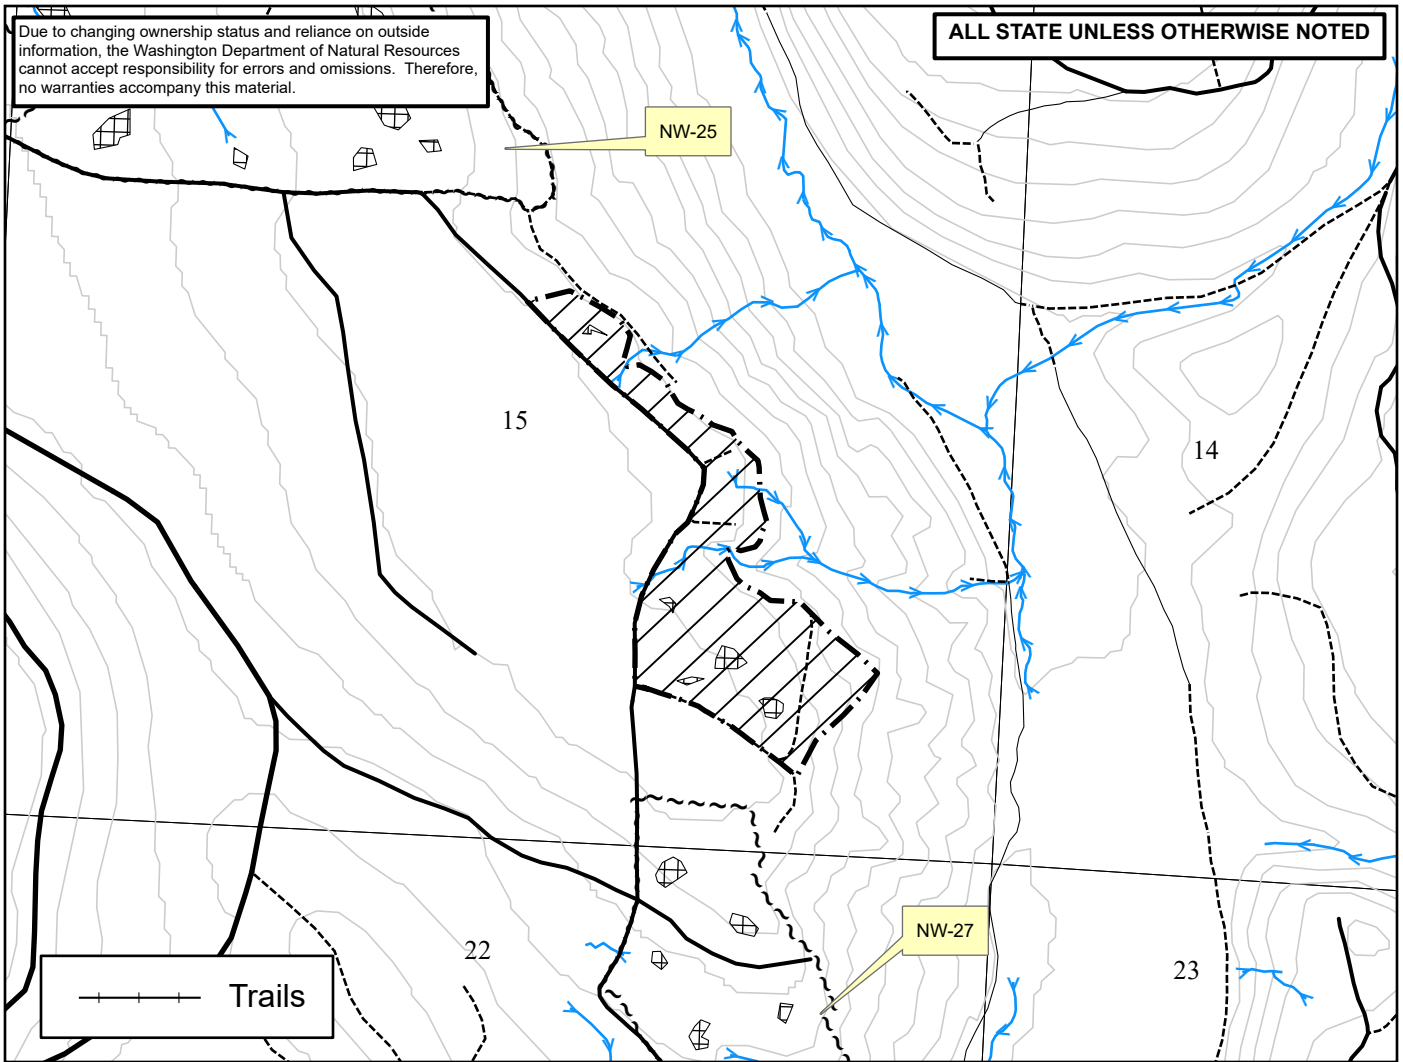 Due to changing ownership status and reliance on outside
information, the Washington Department of Natural Resources
cannot accept responsibility for errors and omissions. Therefore,
no warranties accompany this material.
ALL STATE UNLESS OTHERWISE NOTED
NW-25
15
14
NW-27
22
23
Trails